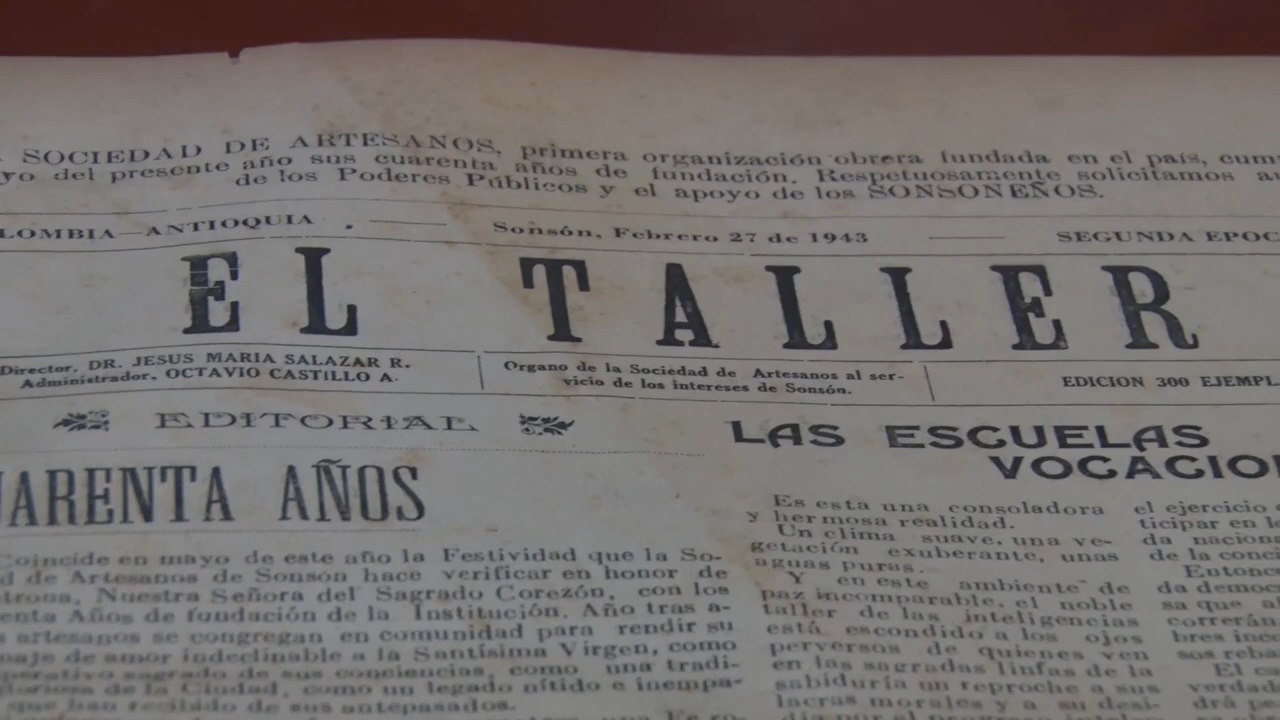 SOCIEDAD DE ARTESANOS, primera organización obrera fundada en el país, cum
yo del presente año sus cuarenta años de fundación. Respetuosamente solicitamos au
de los Poderes Públicos y el apoyo de los SONSONEÑOS.
LOMBIA—ANTIOQUIA . — Sonsón, Febrero 27 de 1943 — SEGUNDA EPOC
EL TALLER
Director. DR. JESUS MARIA SALAZAR R.
Administrador. OCTAVIO CASTILLO A.
Organo de la Sociedad de Artesanos al ser-
vicio de los intereses de Sonsón.
EDICION 300 EJEMPL
EDITORIAL
UARENTA AÑOS
Coincide en mayo de este año la Festividad que la So-
d de Artesanos de Sonsón hace verificar en honor de
trona, Nuestra Señora del Sagrado Corezón, con los
enta Años de fundación de la Institución. Año tras a-
s artesanos se congregan en comunidad para rendir su
naje de amor indeclinable a la Santísima Virgen, como
perativo sagrado de sus conciencias, como una tradi-
gloriosa de la Ciudad, como un legado nítido e inempa-
que han recibido de sus antepasados.
LAS ESCUELAS
VOCACIO
Es esta una consoladora
y hermosa realidad.
Un clima suave, una ve-
getación exuberante, unas
aguas puras.
Y en este ambiente de
paz incomparable, el noble
taller de las inteligencias
está escondido a los ojos
perversos de quienes ven
en las sagradas linfas de la
sabiduría un reproche a sus
lacras morales y a su desi-
el ejercicio
ticipar en l
da nacion
de la conci
Entonc
da democ
sa que al
correrán
bres inco
sos reba
El ca
verdad
drá pe